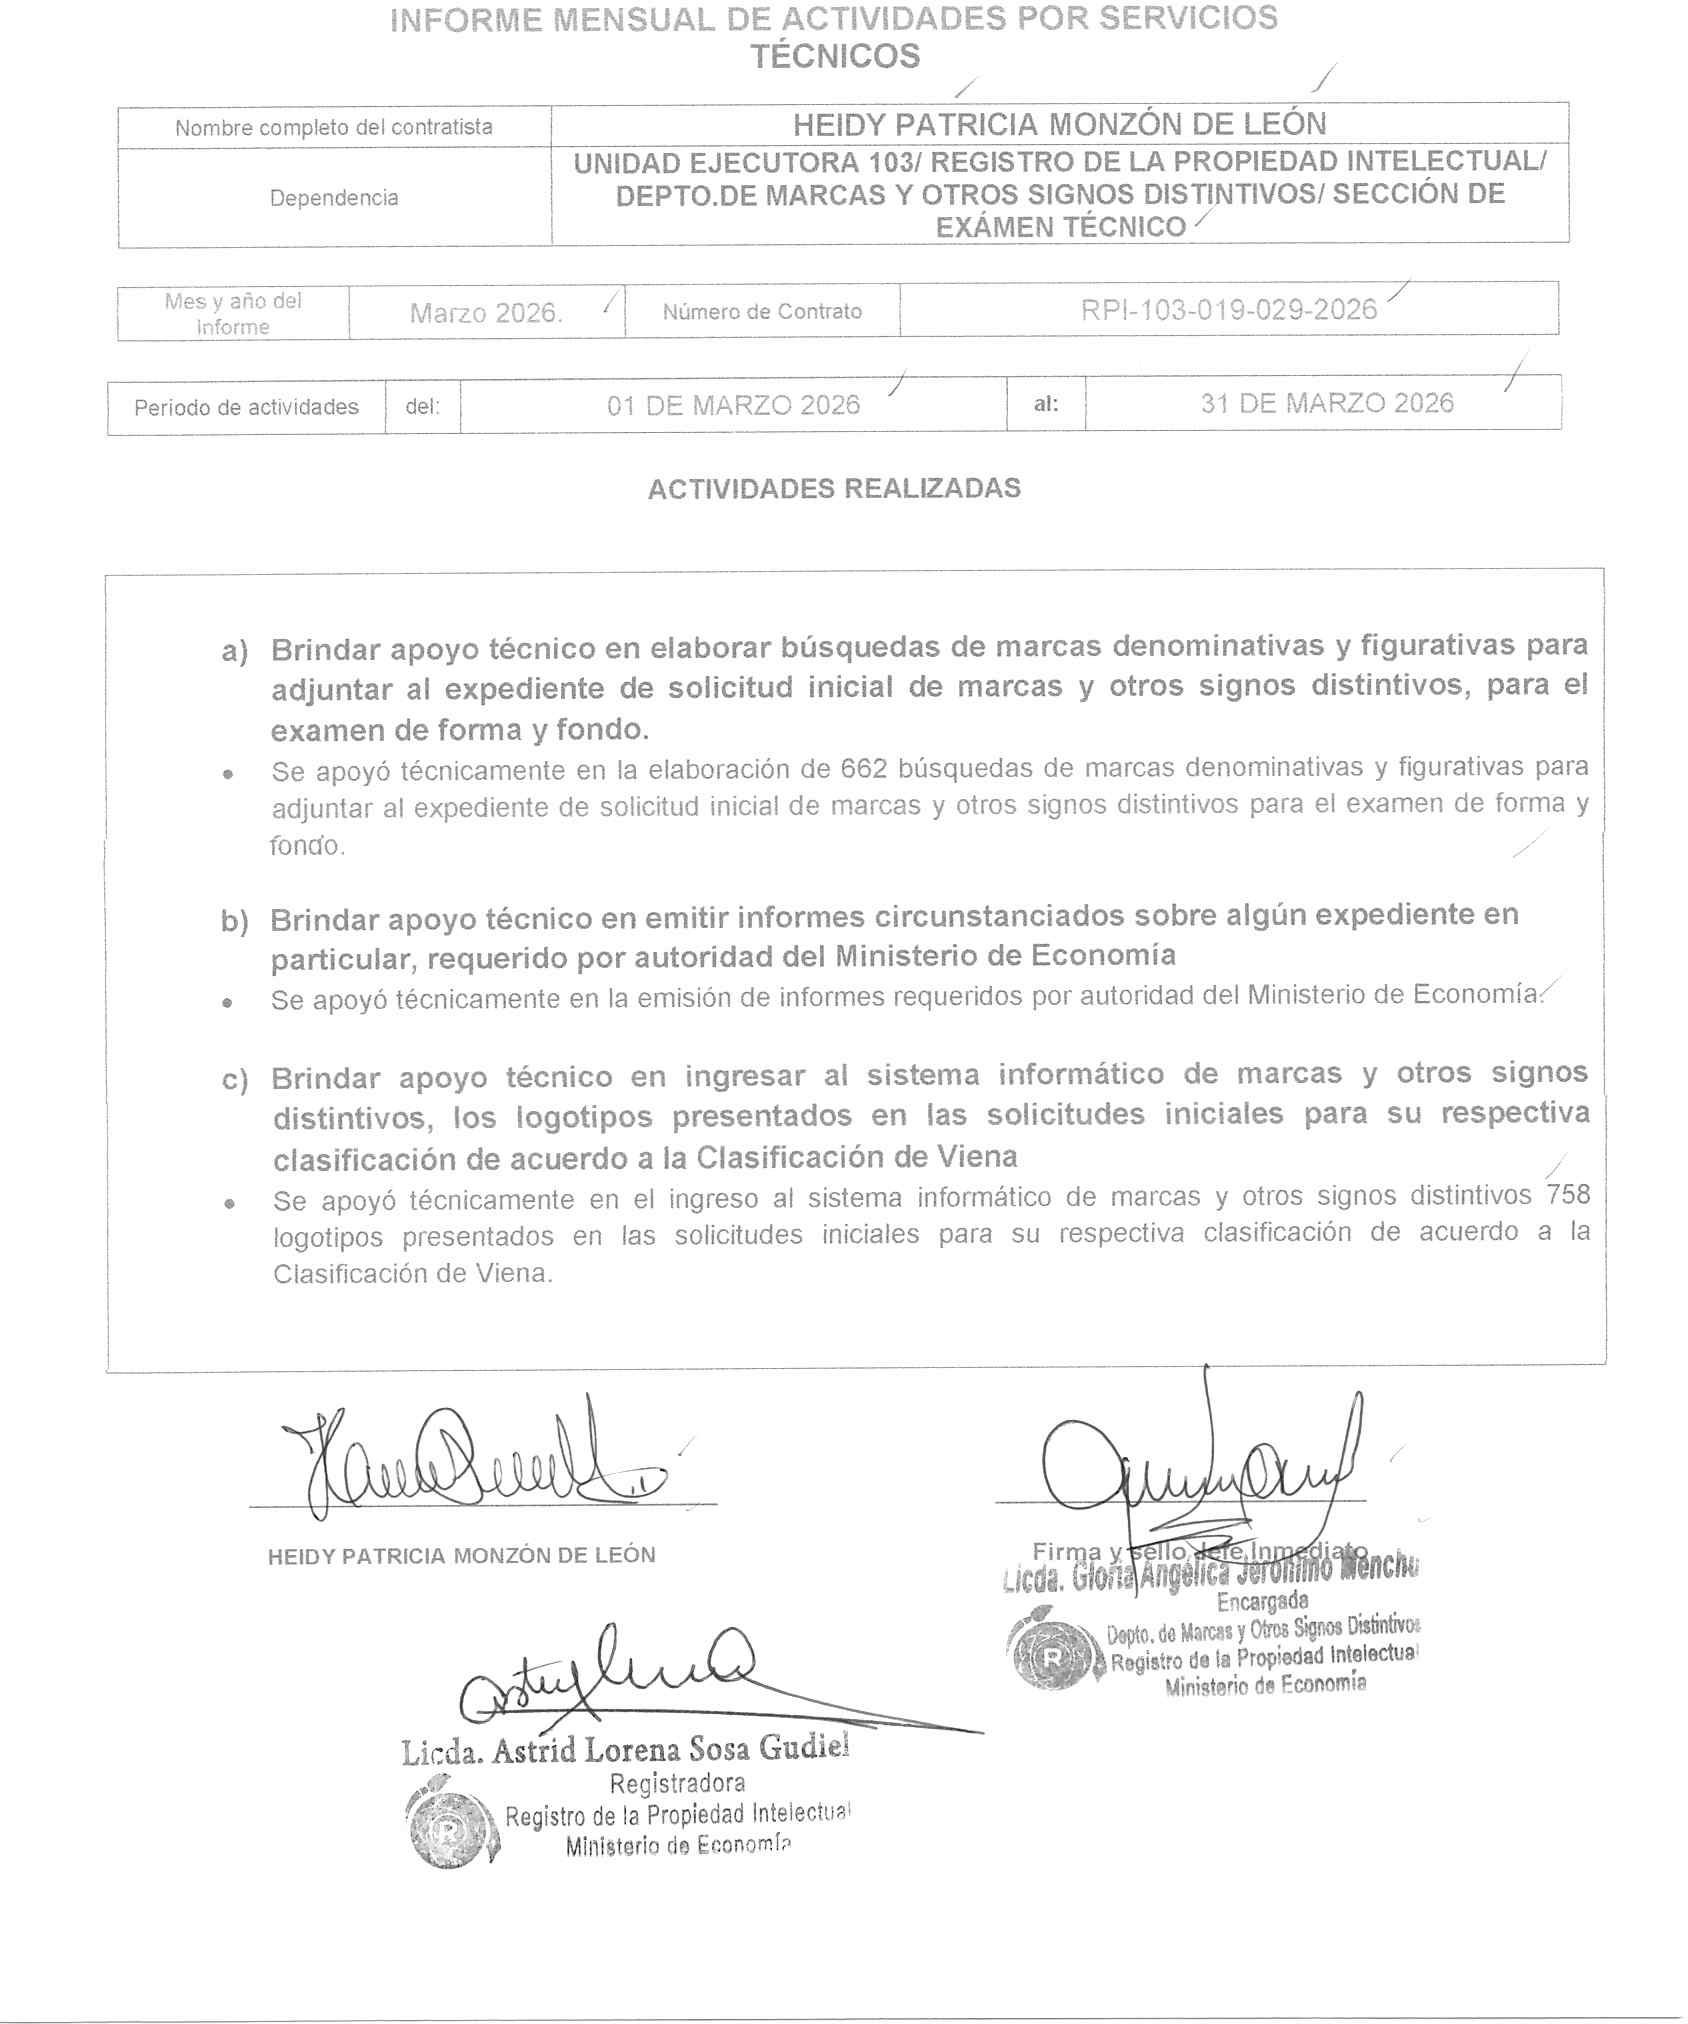 INFORME MENSUAL DE ACTIVIDADES POR SERVICIOS
TÉCNICOS
Nombre completo del contratista
HEIDY PATRICIA MONZÓN DE LEÓN
Dependencia
UNIDAD EJECUTORA 103/ REGISTRO DE LA PROPIEDAD INTELECTUAL/
DEPTO.DE MARCAS Y OTROS SIGNOS DISTINTIVOS/ SECCIÓN DE
EXÁMEN TÉCNICO
Mes y año del
informe
Marzo 2026.
Número de Contrato
RPI-103-019-029-2026
Periodo de actividades
del:
01 DE MARZO 2026
al:
31 DE MARZO 2026
ACTIVIDADES REALIZADAS
a) Brindar apoyo técnico en elaborar búsquedas de marcas denominativas y figurativas para
adjuntar al expediente de solicitud inicial de marcas y otros signos distintivos, para el
examen de forma y fondo.
• Se apoyó técnicamente en la elaboración de 662 búsquedas de marcas denominativas y figurativas para
adjuntar al expediente de solicitud inicial de marcas y otros signos distintivos para el examen de forma y
fondo.
b) Brindar apoyo técnico en emitir informes circunstanciados sobre algún expediente en
particular, requerido por autoridad del Ministerio de Economía
• Se apoyó técnicamente en la emisión de informes requeridos por autoridad del Ministerio de Economía.
c) Brindar apoyo técnico en ingresar al sistema informático de marcas y otros signos
distintivos, los logotipos presentados en las solicitudes iniciales para su respectiva
clasificación de acuerdo a la Clasificación de Viena
• Se apoyó técnicamente en el ingreso al sistema informático de marcas y otros signos distintivos 758
logotipos presentados en las solicitudes iniciales para su respectiva clasificación de acuerdo a la
Clasificación de Viena.
HEIDY PATRICIA MONZÓN DE LEÓN
Firma y sello Jefe Inmediato
Licda. Gloria Angélica Jerónimo Menchu
Encargada
Depto. de Marcas y Otros Signos Distintivos
Registro de la Propiedad Intelectual
Ministerio de Economía
R
Licda. Astrid Lorena Sosa Gudiel
Registradora
Registro de la Propiedad Intelectual
Ministerio de Economía
R